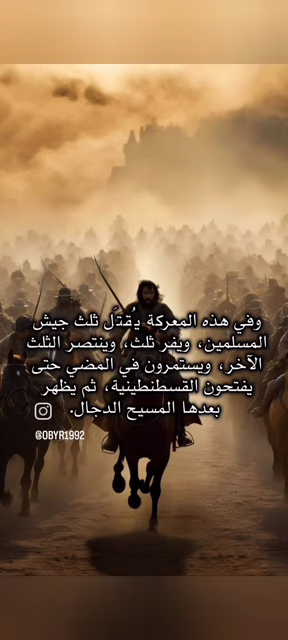 وفي هذه المعركة يُقتَل ثلث جيش
المسلمين، ويفر ثلث، وينتصر الثلث
الآخر، ويستمرون في المضي حتى
يفتحون القسطنطينية، ثم يظهر
بعدها المسيح الدجال.
@OBYR1992